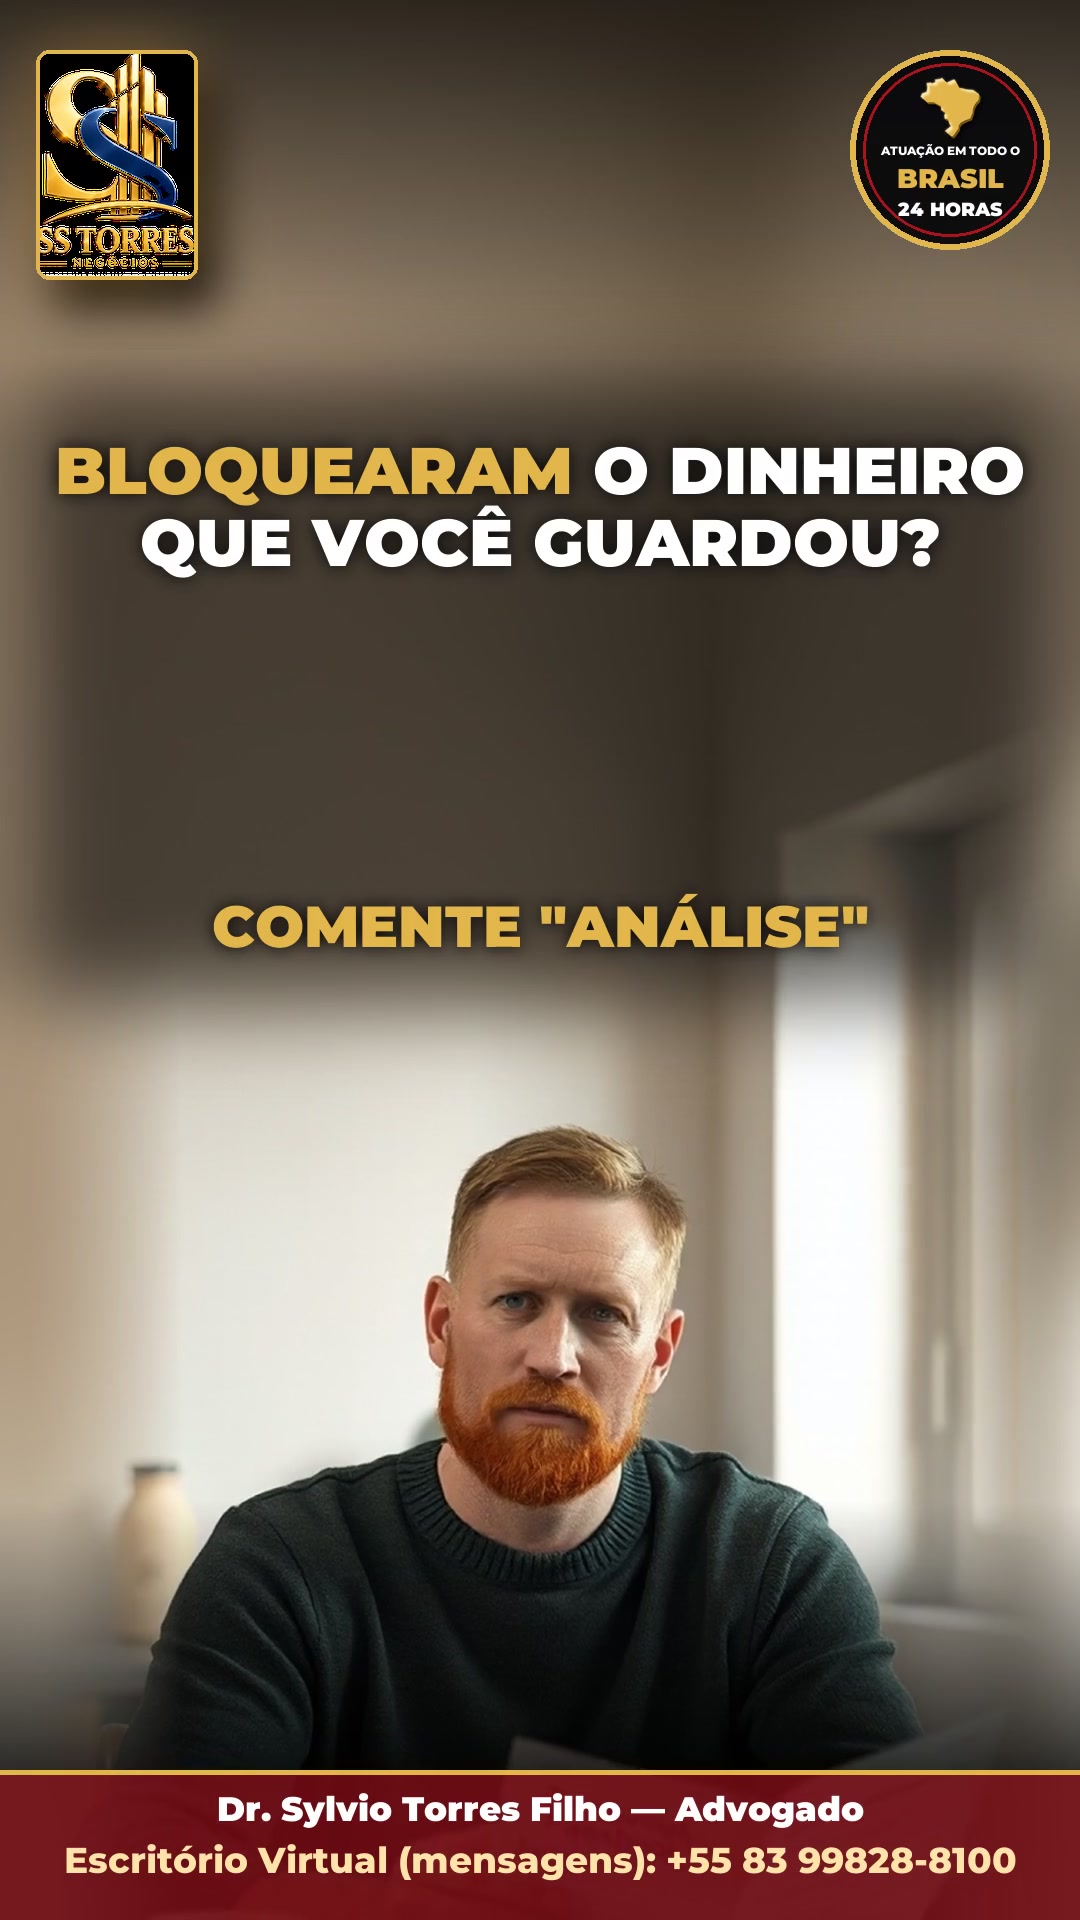 SS TORRES
NEGÓCIOS
ATUAÇÃO EM TODO O
BRASIL
24 HORAS
BLOQUEARAM O DINHEIRO
QUE VOCÊ GUARDOU?
COMENTE "ANÁLISE"
Dr. Sylvio Torres Filho — Advogado
Escritório Virtual (mensagens): +55 83 99828-8100